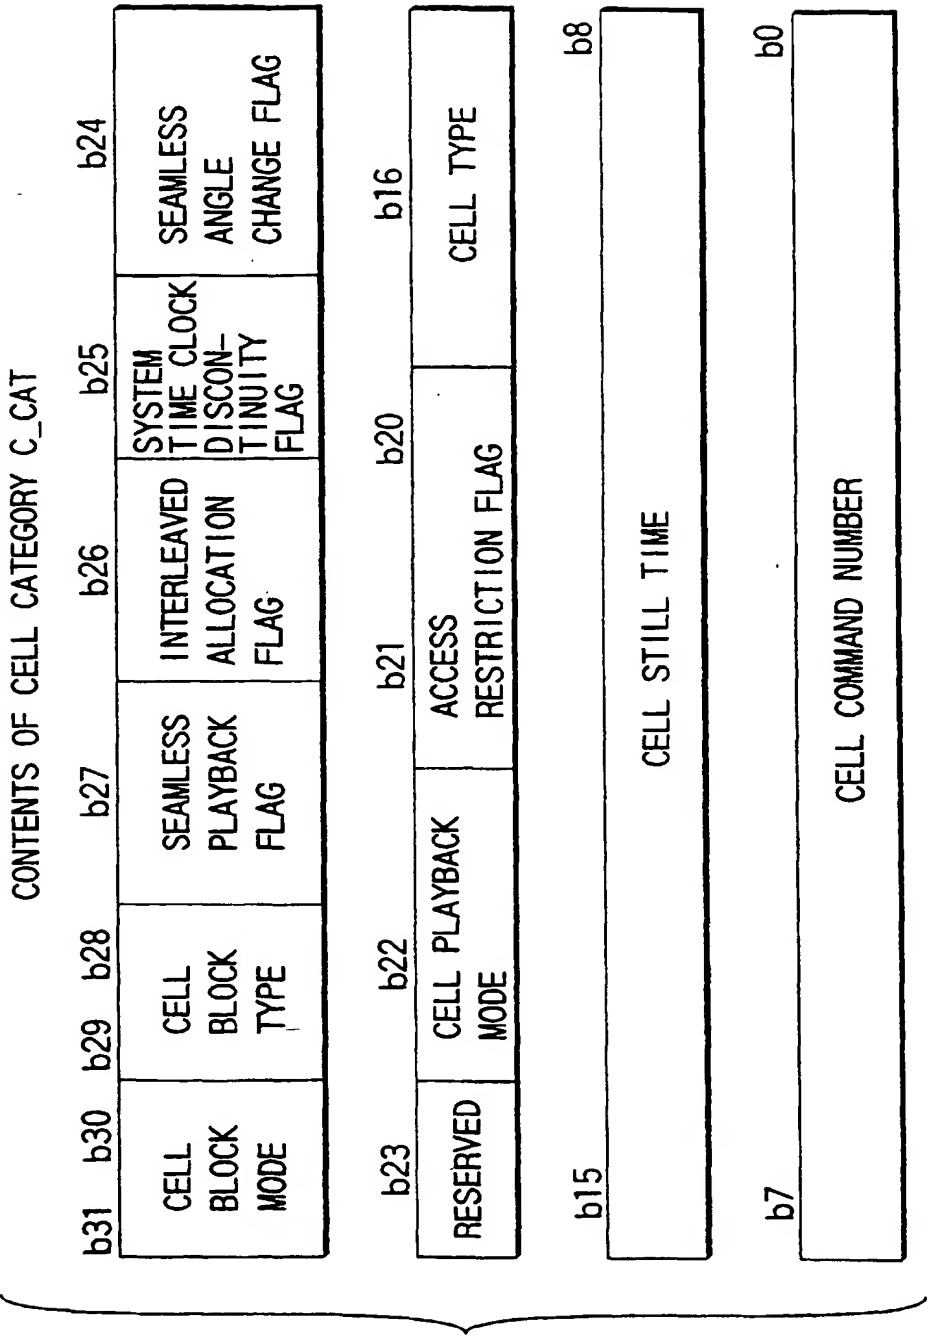 CONTENTS OF CELL CATEGORY C_CAT
b31 b30 b29 b28 b27 b26 b25 b24
CELL
BLOCK
MODE
CELL
BLOCK
TYPE
SEAMLESS
PLAYBACK
FLAG
INTERLEAVED
ALLOCATION
FLAG
SYSTEM
TIME CLOCK
DISCON-
TINUITY
FLAG
SEAMLESS
ANGLE
CHANGE FLAG
b23 b22 b21 b20 b16
RESERVED
CELL PLAYBACK
MODE
ACCESS
RESTRICTION FLAG
CELL TYPE
b15 b8
CELL STILL TIME
b7 b0
CELL COMMAND NUMBER